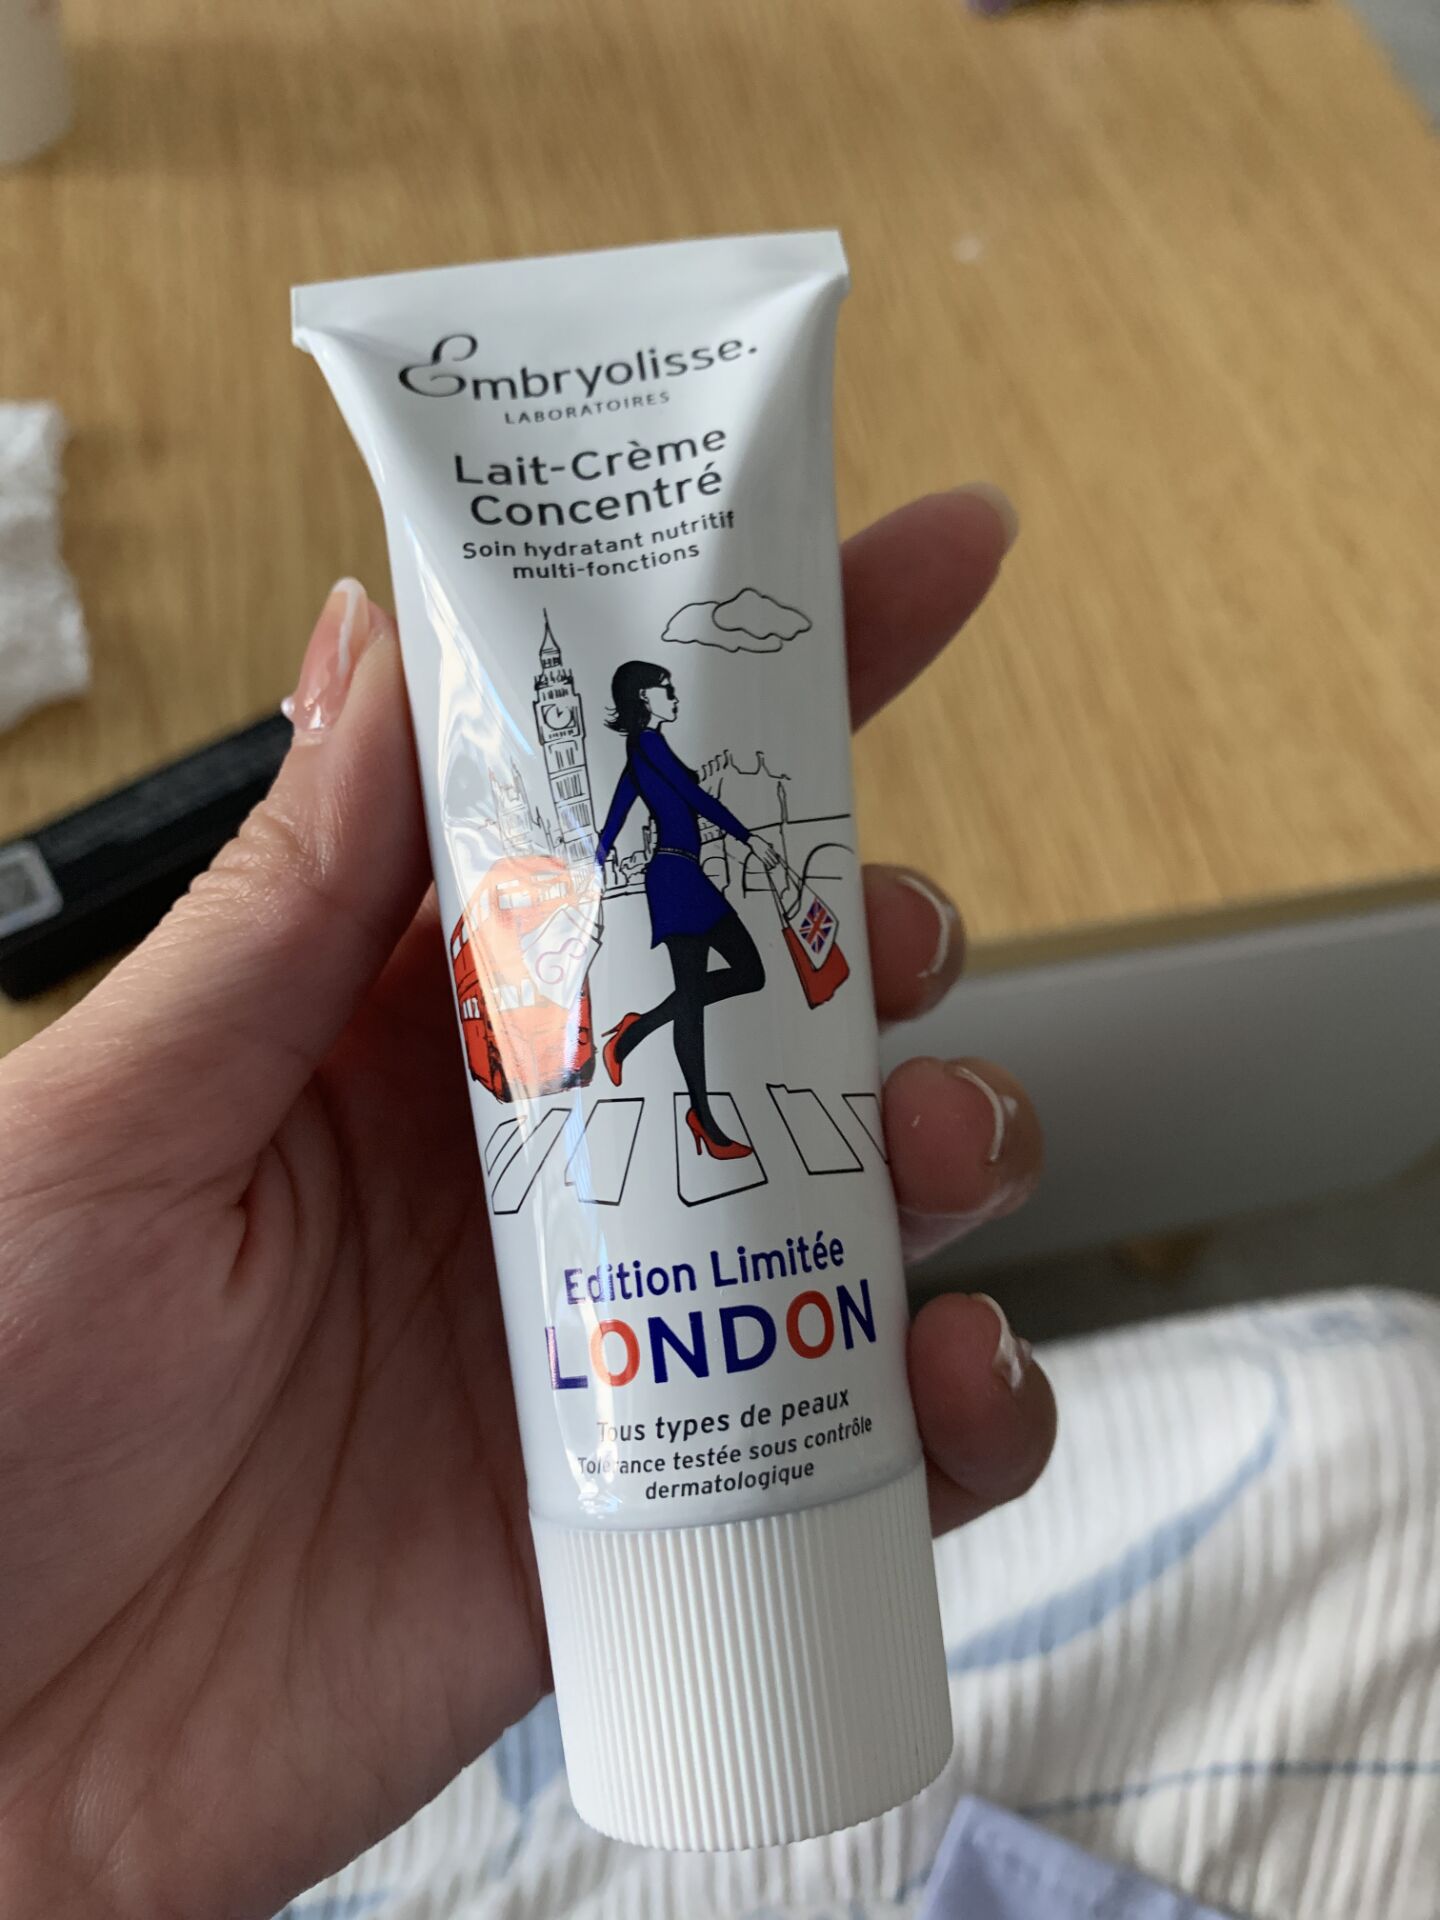 Embryolisse.
LABORATOIRES
Lait-Crème
Concentré
Soin hydratant nutritif
multi-fonctions
Edition Limitée
LONDON
Tous types de peaux
Tolérance testée sous contrôle
dermatologique